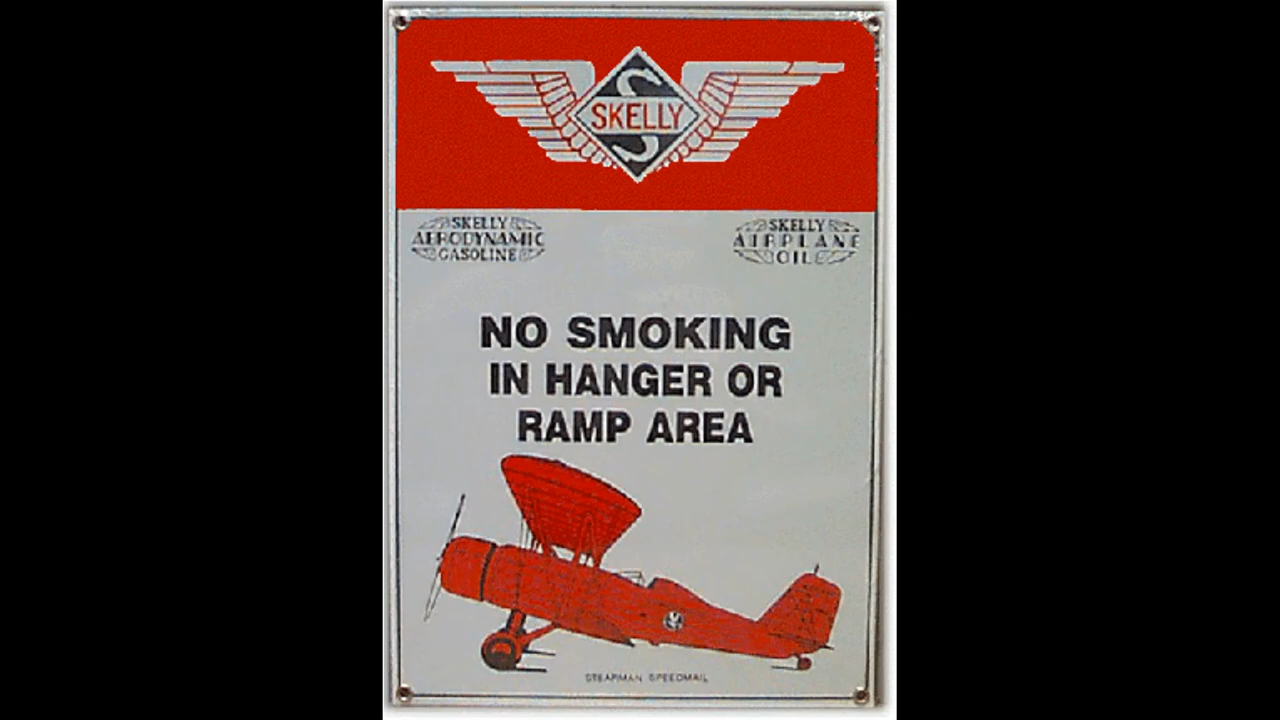 S
SKELLY
SKELLY
AERODYNAMIC
GASOLINE
SKELLY
AIRPLANE
OIL
NO SMOKING
IN HANGER OR
RAMP AREA
STEARMAN SPEEDMAIL